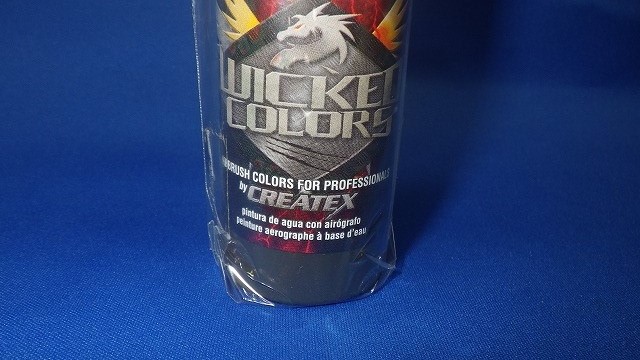 WICKED
COLORS
AIRBRUSH COLORS FOR PROFESSIONALS
by CREATEX
pintura de agua con airógrafo
peinture aérographe à base d'eau